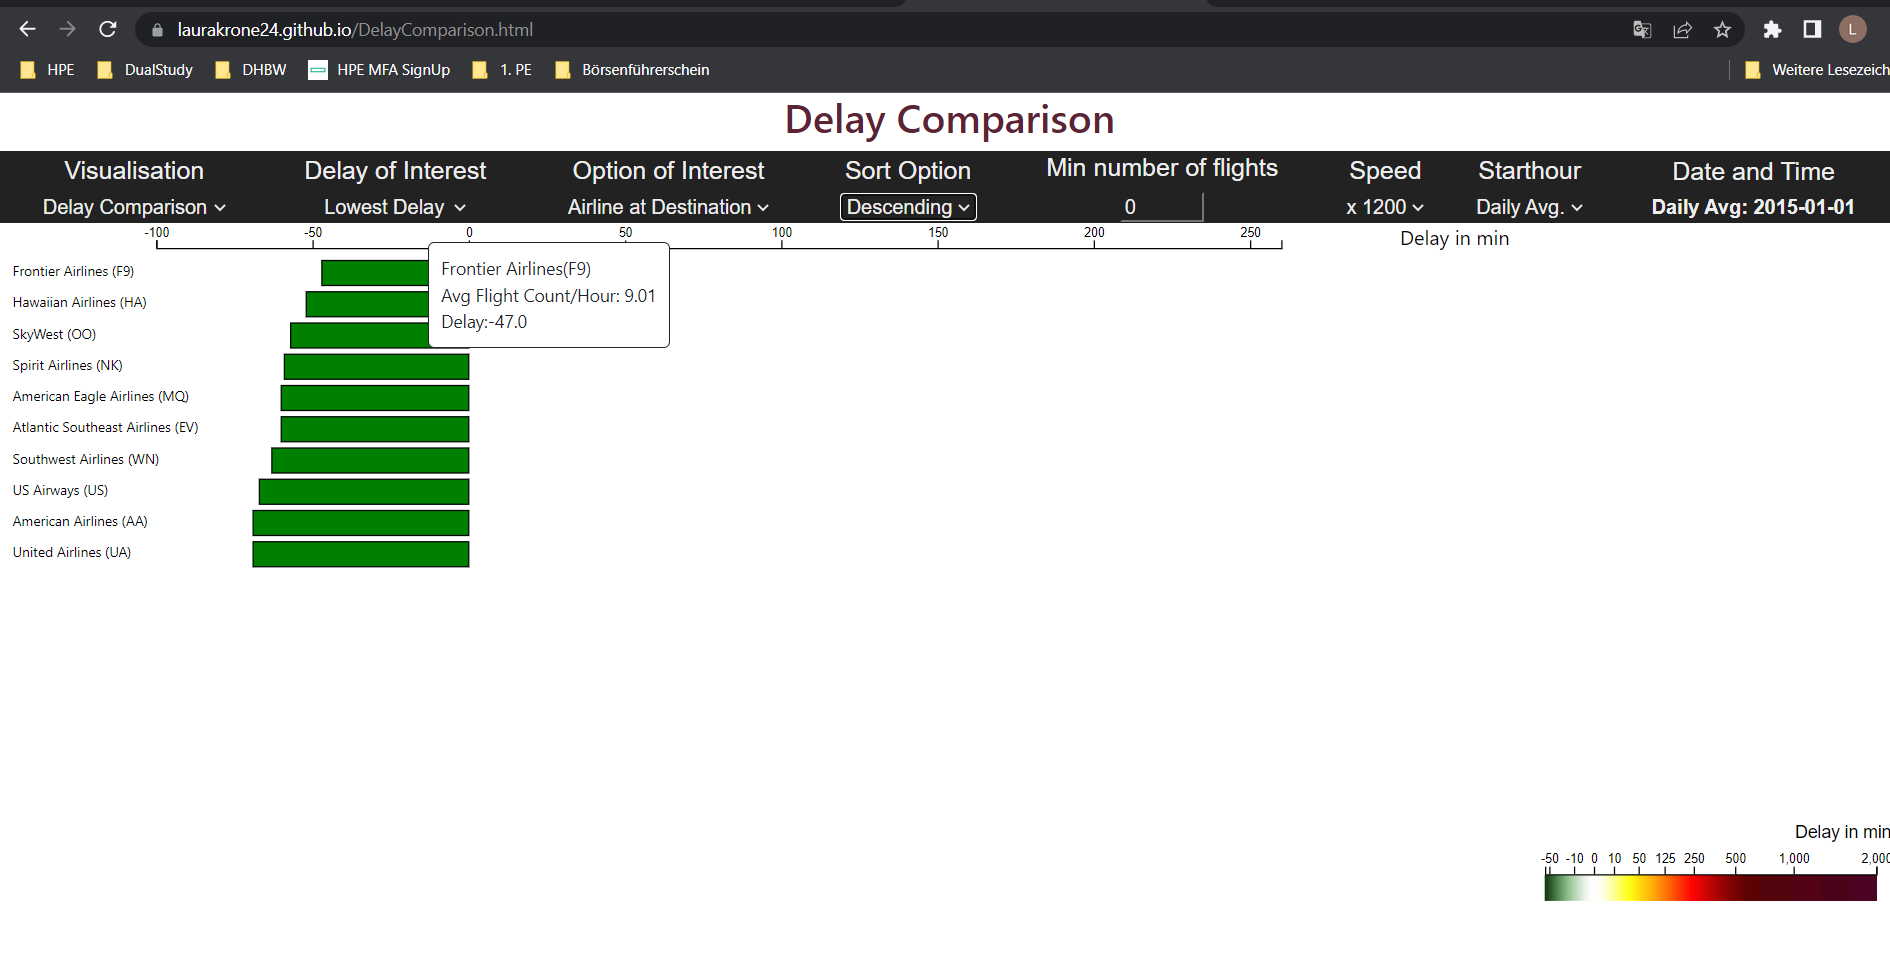 laurakrone24.github.io/DelayComparison.html
L
HPE DualStudy DHBW HPE MFA SignUp 1. PE Börsenführerschein Weitere Lesezeich
Delay Comparison
Visualisation Delay of Interest Option of Interest Sort Option Min number of flights Speed Starthour Date and Time
Delay Comparison Lowest Delay Airline at Destination Descending 0 x 1200 Daily Avg. Daily Avg: 2015-01-01
-100 -50 0 50 100 150 200 250 Delay in min
Frontier Airlines (F9)
Hawaiian Airlines (HA)
SkyWest (OO)
Spirit Airlines (NK)
American Eagle Airlines (MQ)
Atlantic Southeast Airlines (EV)
Southwest Airlines (WN)
US Airways (US)
American Airlines (AA)
United Airlines (UA)
Frontier Airlines(F9)
Avg Flight Count/Hour: 9.01
Delay:-47.0
Delay in min
-50 -10 0 10 50 125 250 500 1,000 2,000